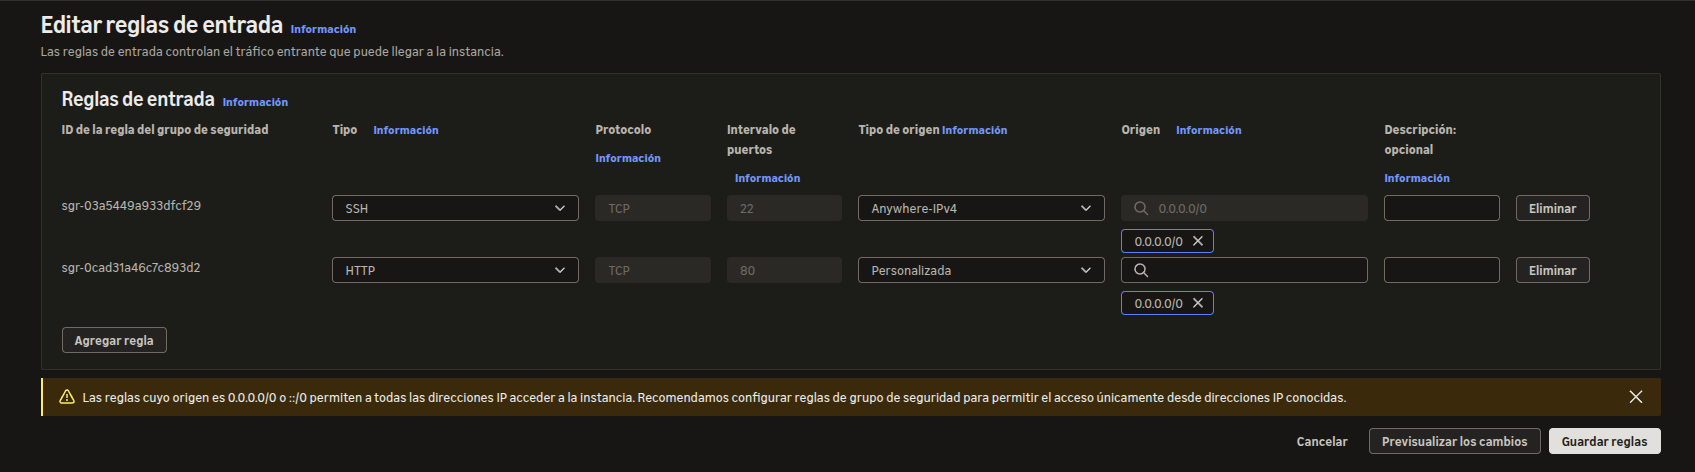 Editar reglas de entrada Información
Las reglas de entrada controlan el tráfico entrante que puede llegar a la instancia.
Reglas de entrada Información
ID de la regla del grupo de seguridad Tipo Información Protocolo Intervalo de Tipo de origen Información Origen Información Descripción:
puertos opcional
Información
Información Información
sgr-03a5449a933dfcf29 SSH TCP 22 Anywhere-IPv4 0.0.0.0/0 Eliminar
0.0.0.0/0
sgr-0cad31a46c7c893d2 HTTP TCP 80 Personalizada Eliminar
0.0.0.0/0
Agregar regla
Las reglas cuyo origen es 0.0.0.0/0 o ::/0 permiten a todas las direcciones IP acceder a la instancia. Recomendamos configurar reglas de grupo de seguridad para permitir el acceso únicamente desde direcciones IP conocidas.
Cancelar Previsualizar los cambios Guardar reglas